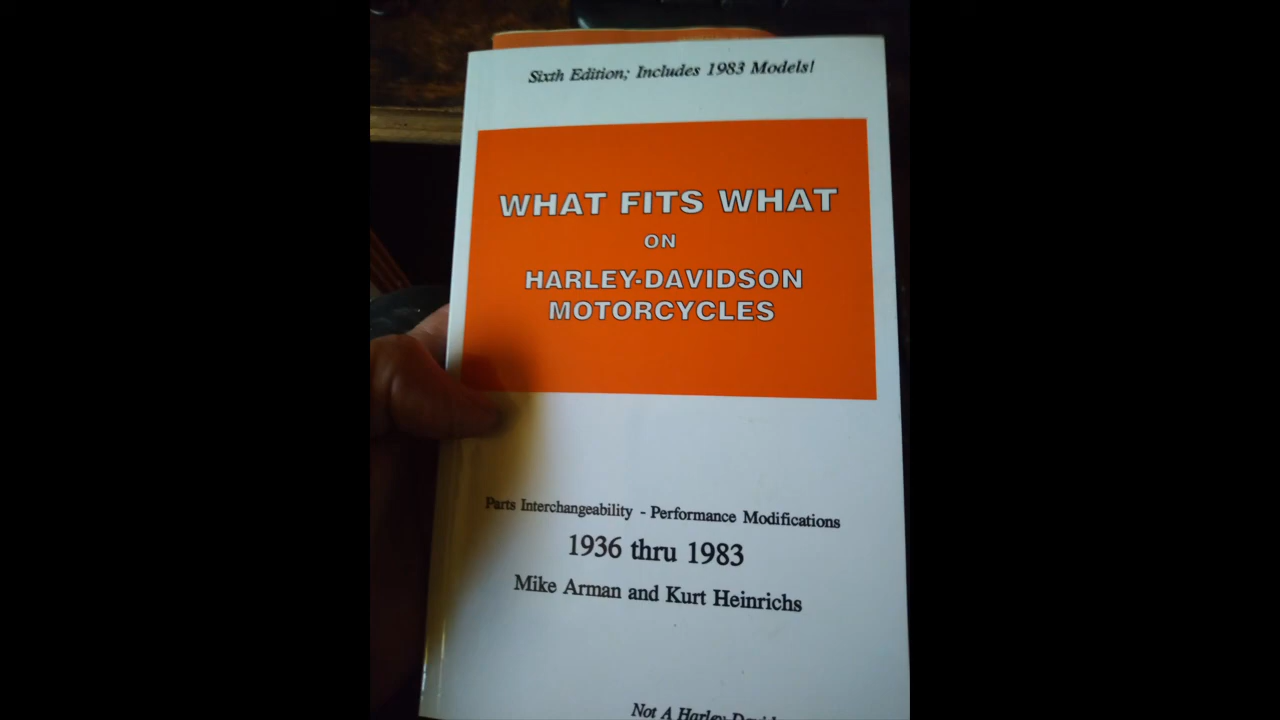 Sixth Edition; Includes 1983 Models!
WHAT FITS WHAT
ON
HARLEY-DAVIDSON
MOTORCYCLES
Parts Interchangeability - Performance Modifications
1936 thru 1983
Mike Arman and Kurt Heinrichs
Not A Harley